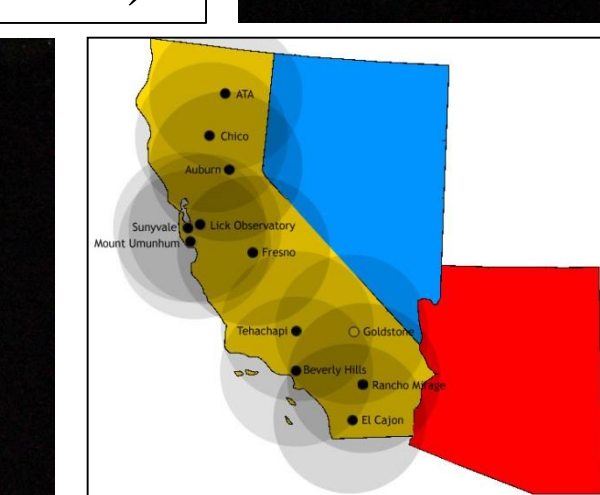 ATA
Chico
Auburn
Sunyvale
Lick Observatory
Mount Umunhum
Fresno
Tehachapi
Goldstone
Beverly Hills
Rancho Mirage
El Cajon